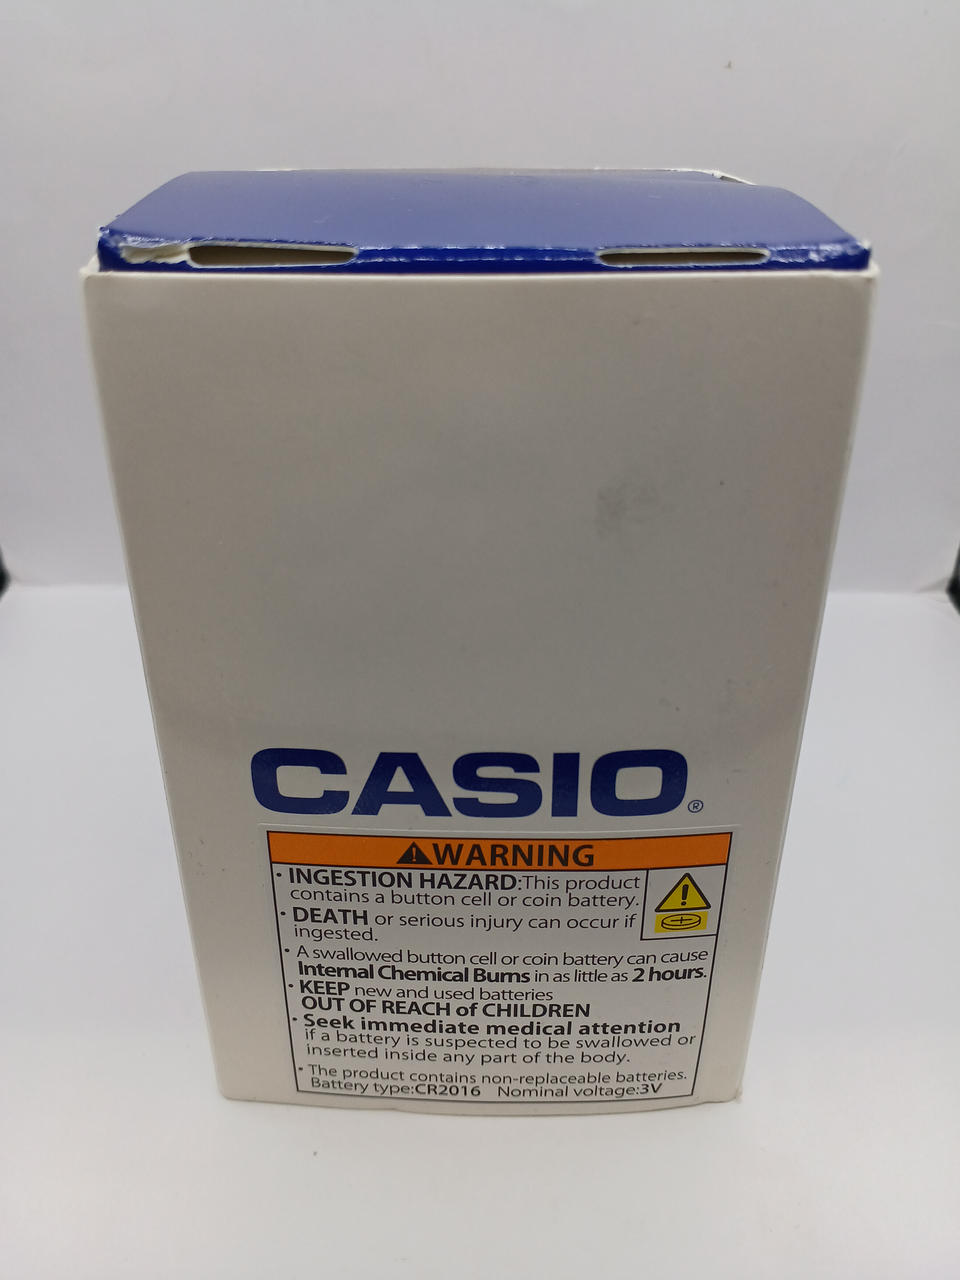 CASIO®
⚠WARNING
• INGESTION HAZARD:This product
contains a button cell or coin battery.
• DEATH or serious injury can occur if
ingested.
• A swallowed button cell or coin battery can cause
Internal Chemical Burns in as little as 2 hours.
• KEEP new and used batteries
OUT OF REACH of CHILDREN
• Seek immediate medical attention
if a battery is suspected to be swallowed or
inserted inside any part of the body.
• The product contains non-replaceable batteries.
Battery type:CR2016 Nominal voltage:3V